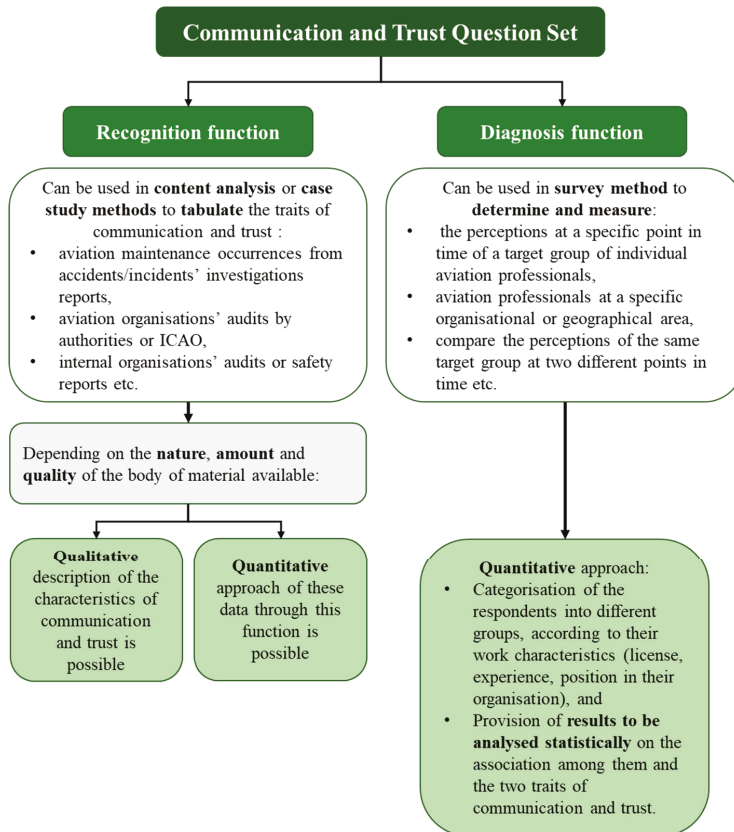 Communication and Trust Question Set
Recognition function
Can be used in content analysis or case
study methods to tabulate the traits of
communication and trust :
• aviation maintenance occurrences from
accidents/incidents’ investigations
reports,
• aviation organisations’ audits by
authorities or ICAO,
• internal organisations’ audits or safety
reports etc.
Depending on the nature, amount and
quality of the body of material available:
Qualitative
description of the
characteristics of
communication
and trust is
possible
Quantitative
approach of these
data through this
function is
possible
Diagnosis function
Can be used in survey method to
determine and measure:
• the perceptions at a specific point in
time of a target group of individual
aviation professionals,
• aviation professionals at a specific
organisational or geographical area,
• compare the perceptions of the same
target group at two different points in
time etc.
Quantitative approach:
• Categorisation of the
respondents into different
groups, according to their
work characteristics (license,
experience, position in their
organisation), and
• Provision of results to be
analysed statistically on the
association among them and
the two traits of
communication and trust.